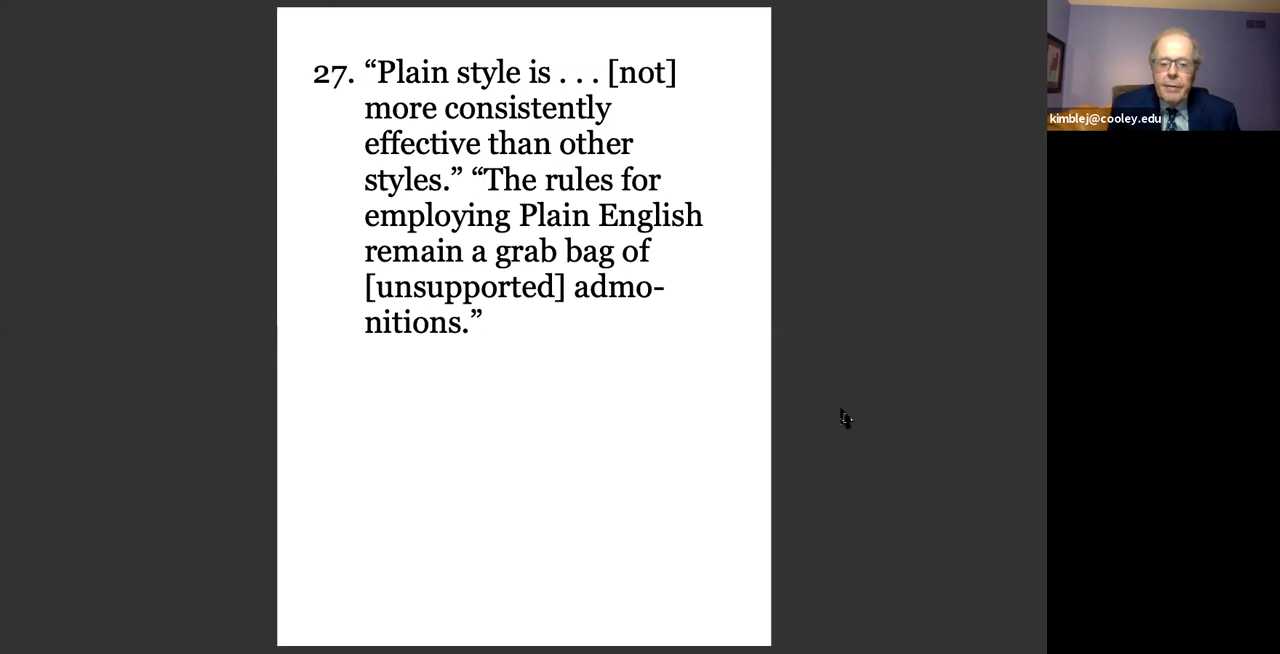 27. “Plain style is . . . [not]
more consistently
effective than other
styles.” “The rules for
employing Plain English
remain a grab bag of
[unsupported] admo-
nitions.”
kimblej@cooley.edu